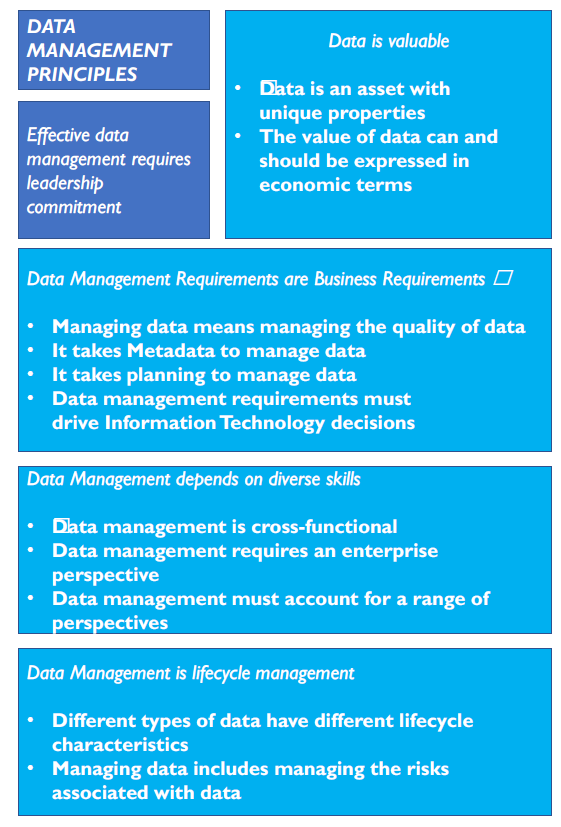 DATA
MANAGEMENT
PRINCIPLES
Effective data
management requires
leadership
commitment
Data is valuable
• Data is an asset with
unique properties
• The value of data can and
should be expressed in
economic terms
Data Management Requirements are Business Requirements □
• Managing data means managing the quality of data
• It takes Metadata to manage data
• It takes planning to manage data
• Data management requirements must
drive Information Technology decisions
Data Management depends on diverse skills
• Data management is cross-functional
• Data management requires an enterprise
perspective
• Data management must account for a range of
perspectives
Data Management is lifecycle management
• Different types of data have different lifecycle
characteristics
• Managing data includes managing the risks
associated with data